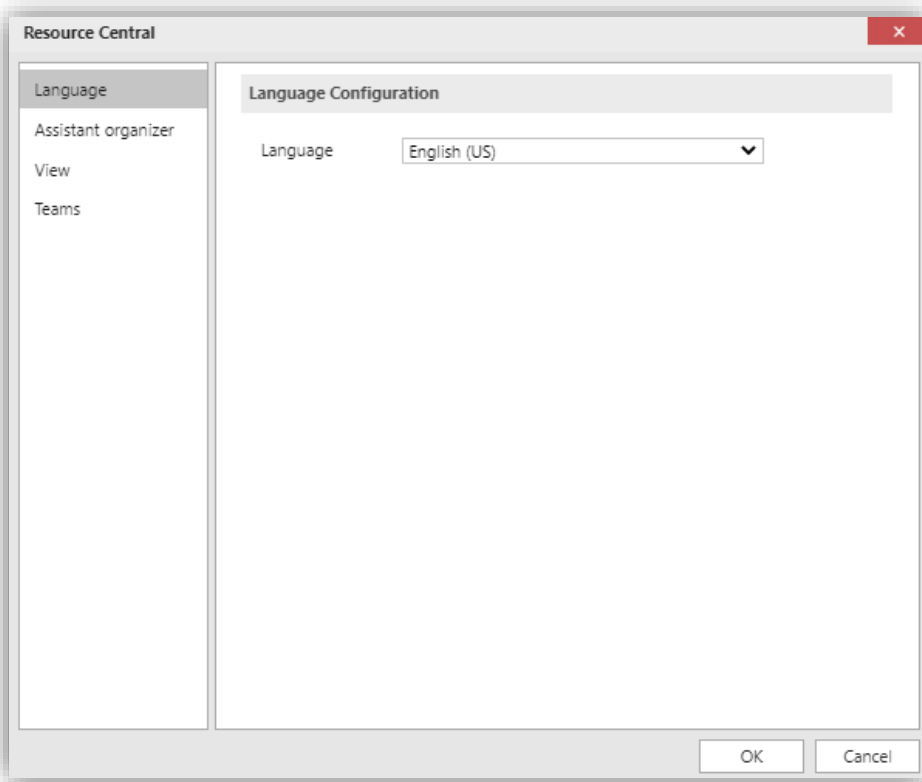 Resource Central
Language
Assistant organizer
View
Teams
Language Configuration
Language English (US)
OK Cancel